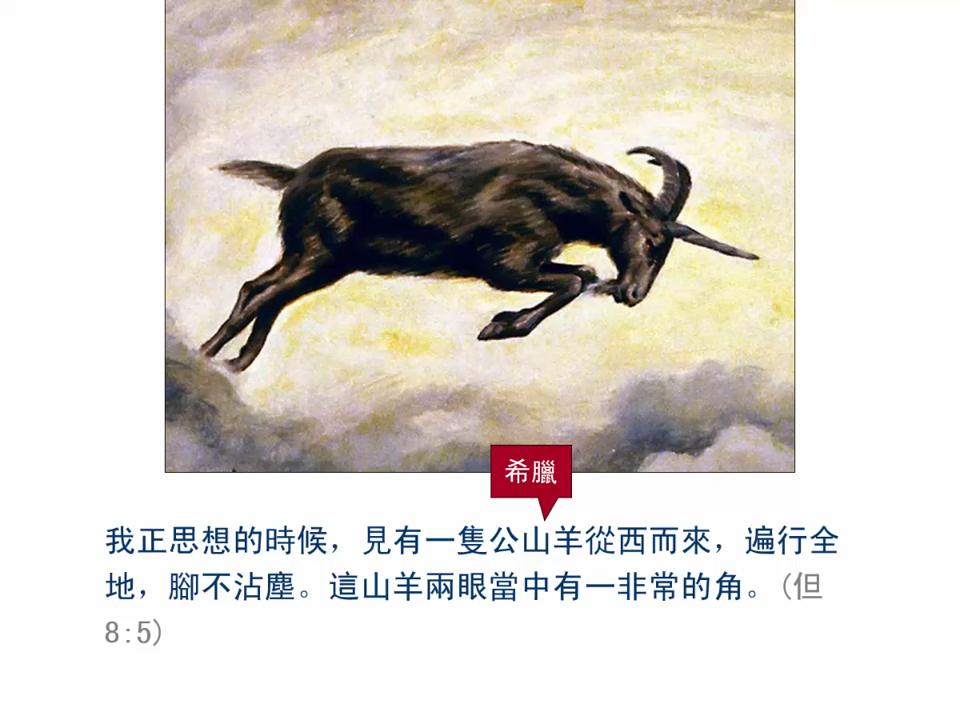 希臘
我正思想的時候，見有一隻公山羊從西而來，遍行全
地，腳不沾塵。這山羊兩眼當中有一非常的角。(但
8:5)